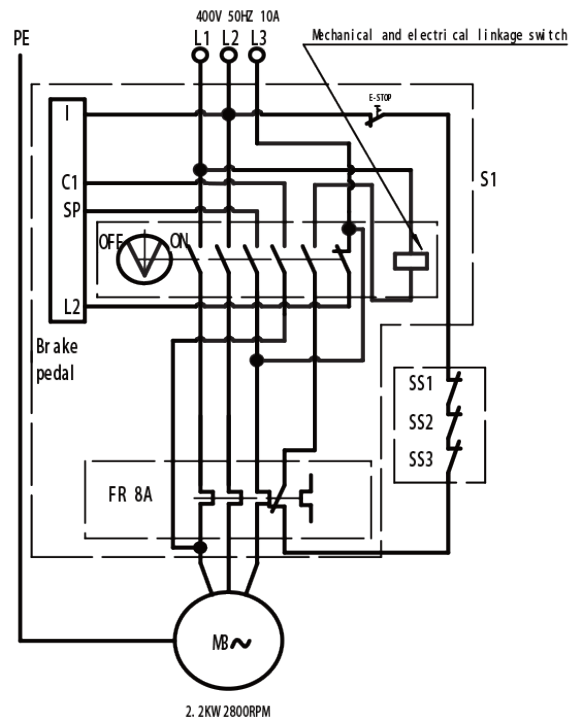 400V 50HZ 10A
PE
L1 L2 L3
Mechanical and electrical linkage switch
I
E-STOP
C1
S1
SP
OFF ON
L2
Brake
pedal
SS1
SS2
SS3
FR 8A
MB~
2. 2KW 2800RPM